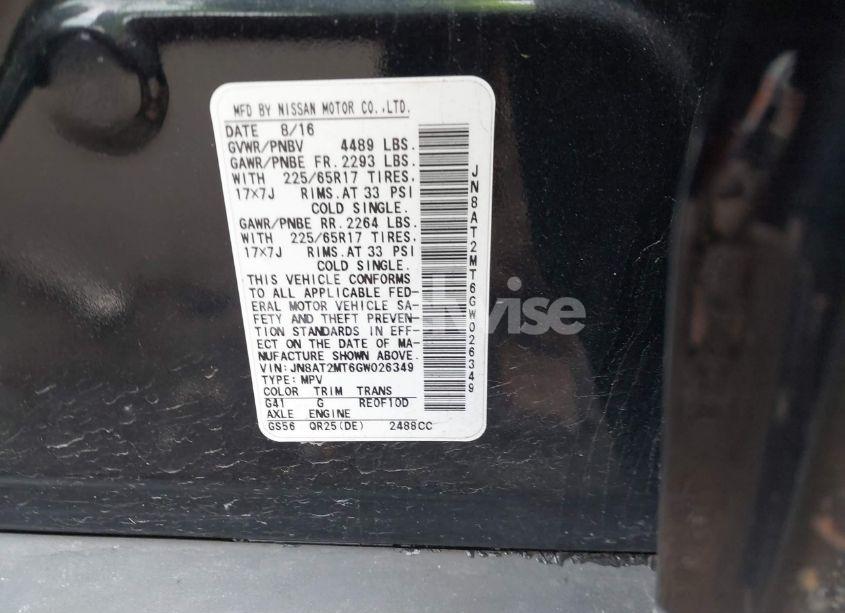 MFD BY NISSAN MOTOR CO.,LTD.
DATE 8/16
GVWR/PNBV 4489 LBS.
GAWR/PNBE FR. 2293 LBS.
WITH 225/65R17 TIRES,
17X7J RIMS.AT 33 PSI
COLD SINGLE.
GAWR/PNBE RR. 2264 LBS.
WITH 225/65R17 TIRES,
17X7J RIMS.AT 33 PSI
COLD SINGLE.
THIS VEHICLE CONFORMS
TO ALL APPLICABLE FED-
ERAL MOTOR VEHICLE SA-
FETY AND THEFT PREVEN-
TION STANDARDS IN EFF-
ECT ON THE DATE OF MA-
NUFACTURE SHOWN ABOVE.
VIN: JN8AT2MT6GW026349
TYPE: MPV
COLOR TRIM TRANS
G41 G RE0F10D
AXLE ENGINE
GS56 QR25(DE) 2488CC
JN8AT2MT6GW026349